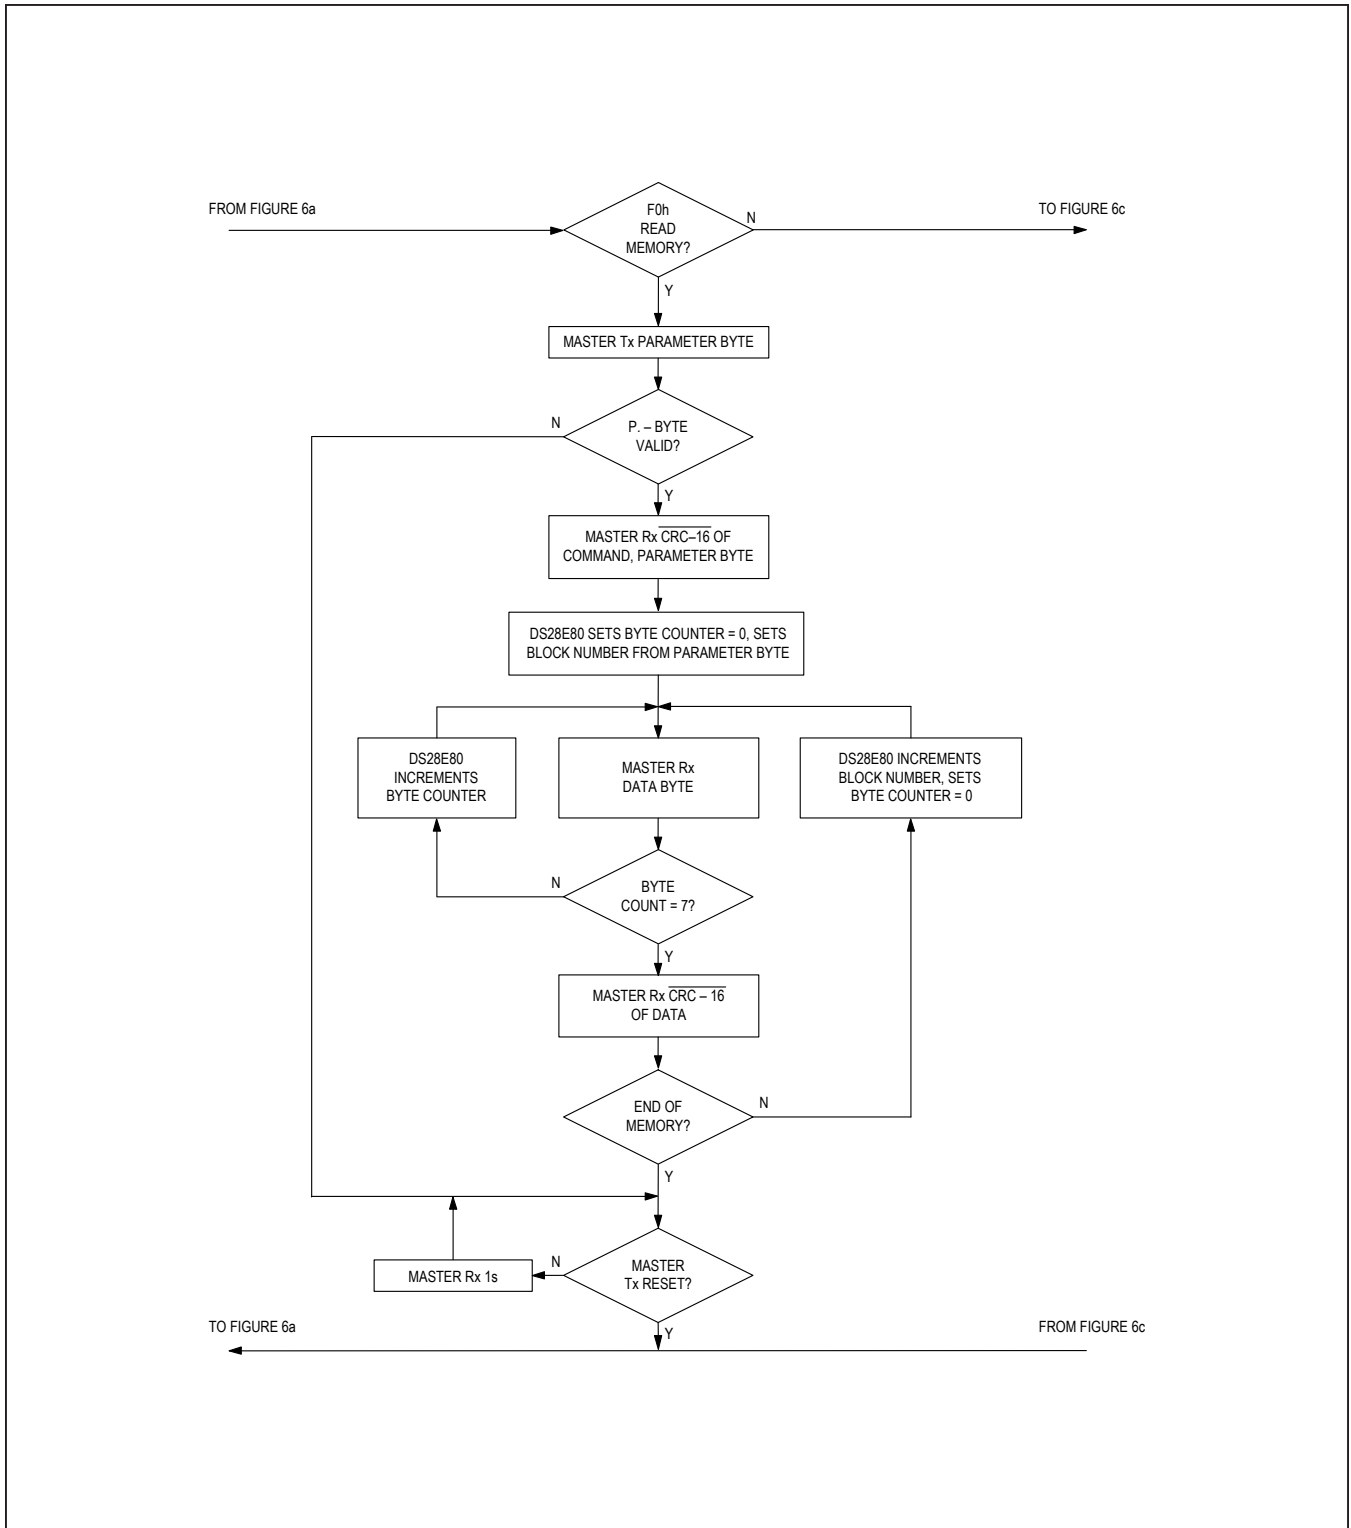 FROM FIGURE 6a
F0h
READ
MEMORY?
N
TO FIGURE 6c
Y
MASTER Tx PARAMETER BYTE
N
P. – BYTE
VALID?
Y
MASTER Rx CRC–16 OF
COMMAND, PARAMETER BYTE
DS28E80 SETS BYTE COUNTER = 0, SETS
BLOCK NUMBER FROM PARAMETER BYTE
DS28E80
INCREMENTS
BYTE COUNTER
MASTER Rx
DATA BYTE
DS28E80 INCREMENTS
BLOCK NUMBER, SETS
BYTE COUNTER = 0
N
BYTE
COUNT = 7?
Y
MASTER Rx CRC – 16
OF DATA
END OF
MEMORY?
N
Y
MASTER Rx 1s
N
MASTER
Tx RESET?
Y
TO FIGURE 6a
FROM FIGURE 6c